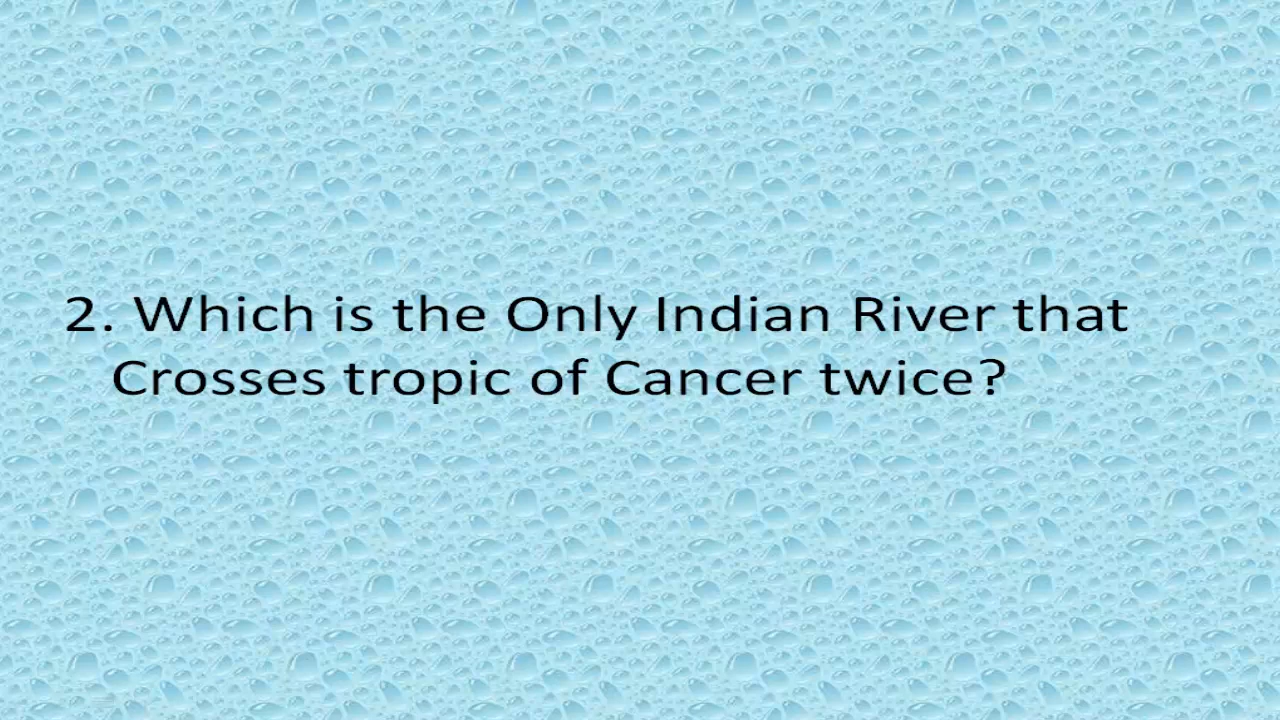 2. Which is the Only Indian River that
Crosses tropic of Cancer twice?